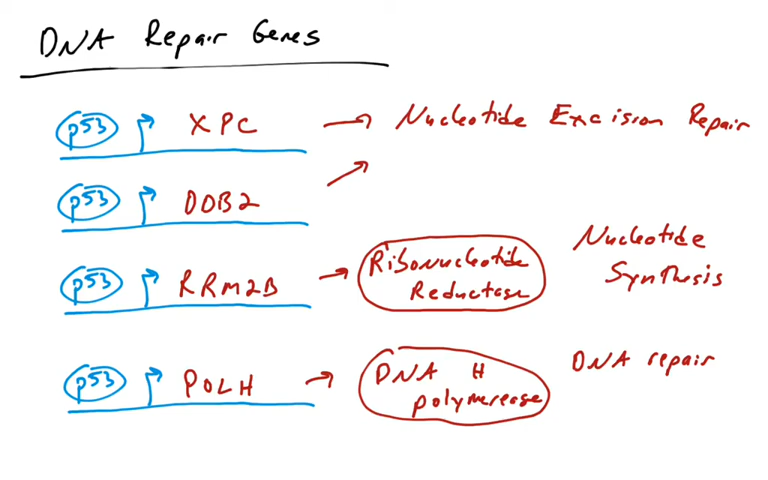 DNA Repair Genes
p53 XPC Nucleotide Excision Repair
p53 DDB2
p53 RRM2B Ribonucleotide Reductase Nucleotide Synthesis
p53 POLH DNA H polymerease DNA repair